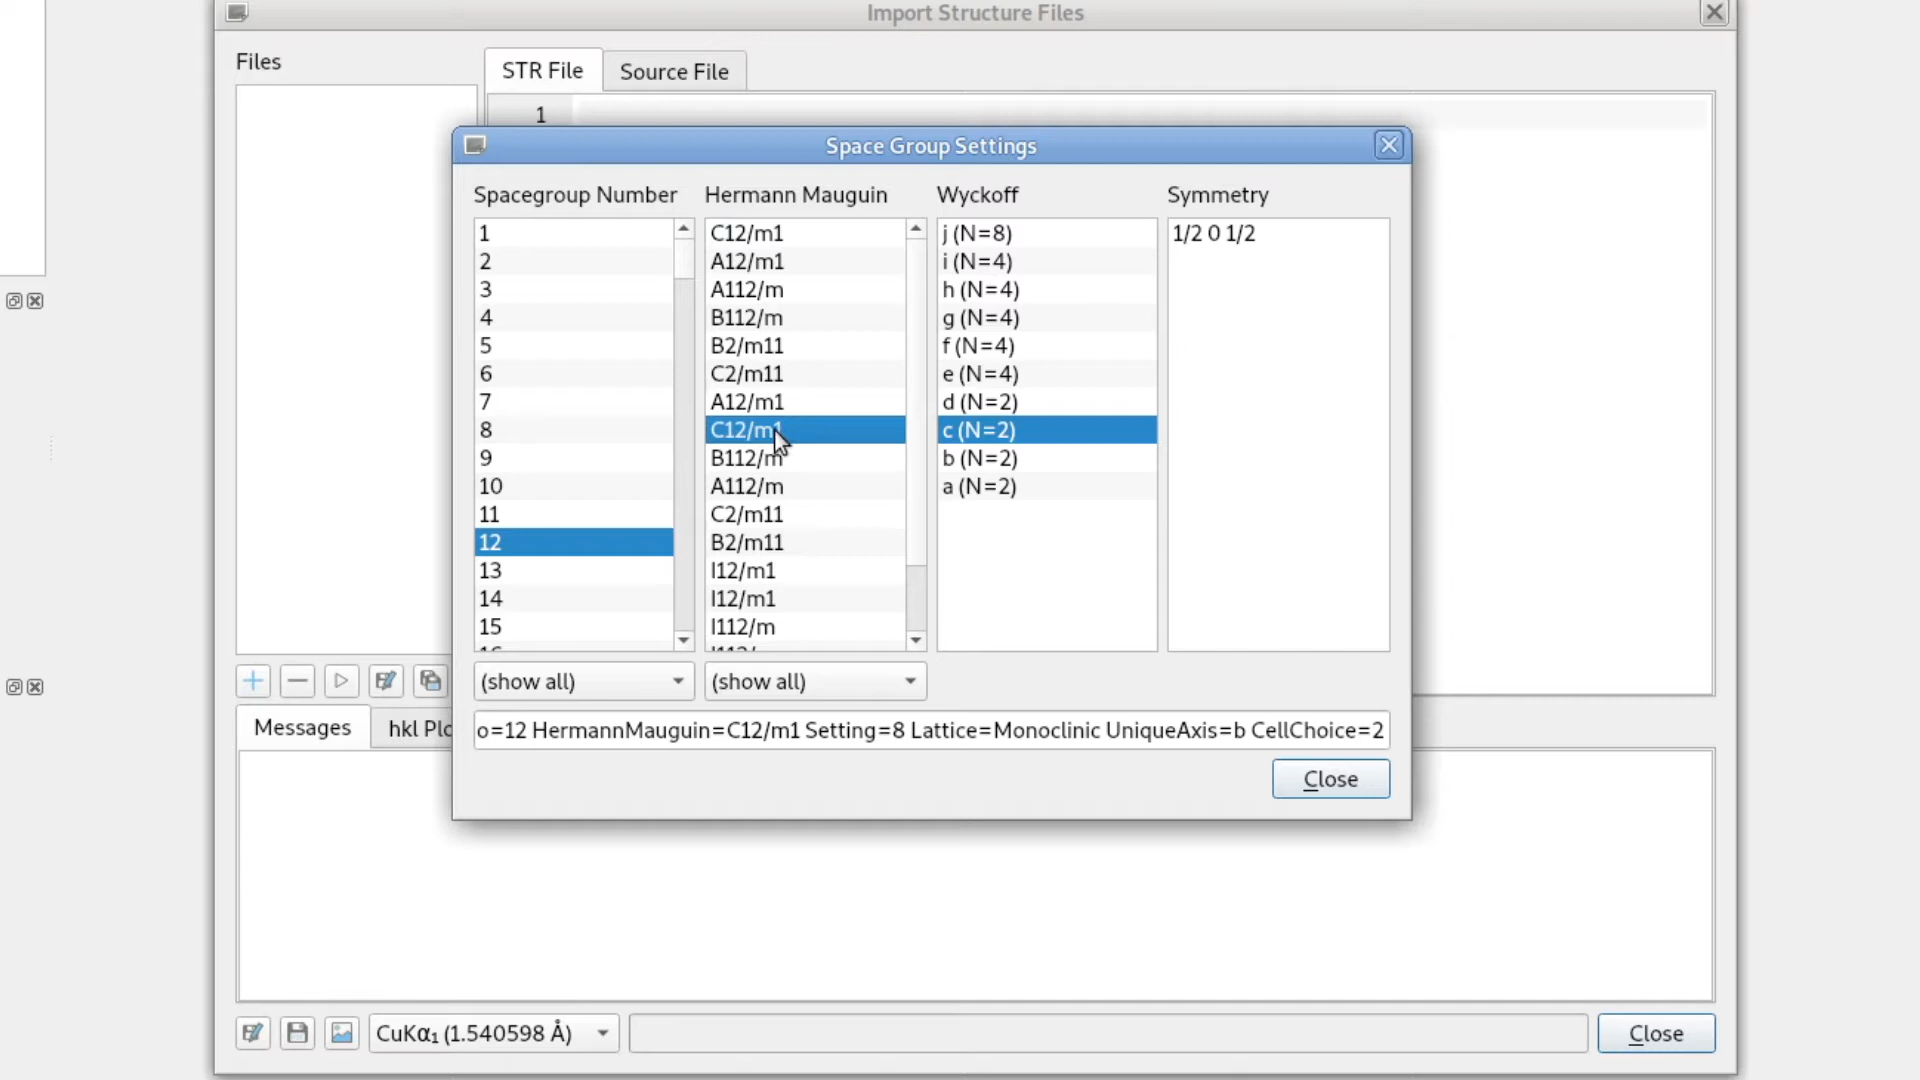 Import Structure Files
Files
STR File
Source File
1
Space Group Settings
Spacegroup Number
Hermann Mauguin
Wyckoff
Symmetry
1
2
3
4
5
6
7
8
9
10
11
12
13
14
15
C12/m1
A12/m1
A112/m
B112/m
B2/m11
C2/m11
A12/m1
C12/m1
B112/m
A112/m
C2/m11
B2/m11
I12/m1
I12/m1
I112/m
j (N=8)
i (N=4)
h (N=4)
g (N=4)
f (N=4)
e (N=4)
d (N=2)
c (N=2)
b (N=2)
a (N=2)
1/2 0 1/2
(show all)
(show all)
o=12 HermannMauguin=C12/m1 Setting=8 Lattice=Monoclinic UniqueAxis=b CellChoice=2
Close
Messages
hkl Plo
CuKα₁ (1.540598 Å)
Close